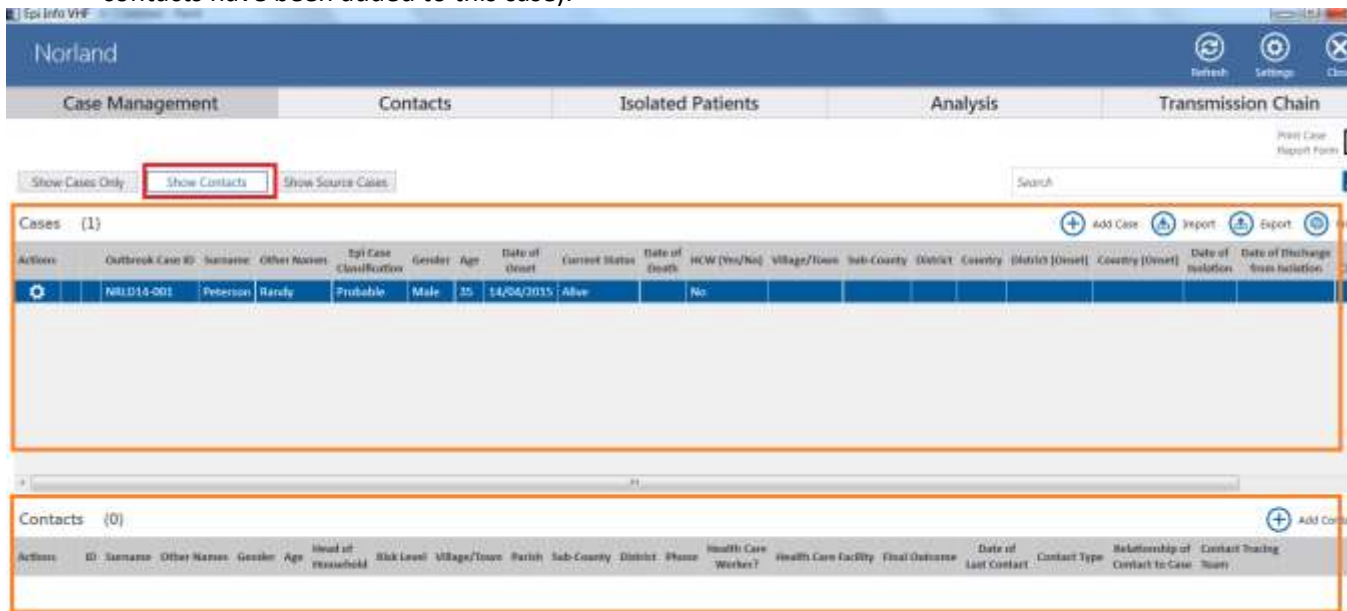 contacts have been added to this case).
Epi Info VHF
Norland
Refresh Settings
Case Management Contacts Isolated Patients Analysis Transmission Chain
Print Case
Report Form
Show Cases Only Show Contacts Show Source Cases Search
Cases (1) Add Case Import Export
Actions Outbreak Case ID Surname Other Names Epi Case Classification Gender Age Date of Onset Current Status Date of Death HCW (Yes/No) Village/Town Sub-County District Country District (Onset) Country (Onset) Date of Isolation Date of Discharge from Isolation
NRLD14-001 Peterson Randy Probable Male 35 14/04/2015 Alive No
Contacts (0) Add
Actions ID Surname Other Names Gender Age Head of Household Risk Level Village/Town Parish Sub-County District Phone Health Care Worker? Health Care Facility Final Outcome Date of Last Contact Contact Type Relationship of Contact to Case Contact Tracing Team